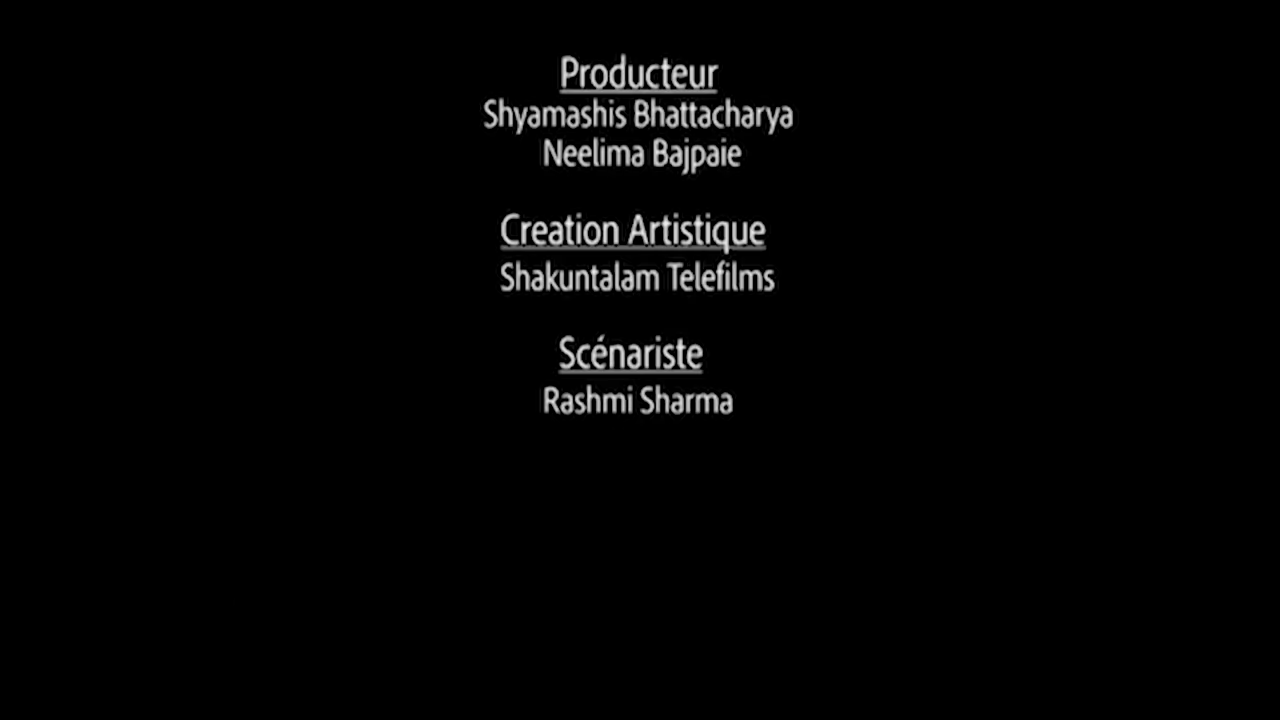 Producteur
Shyamashis Bhattacharya
Neelima Bajpaie
Creation Artistique
Shakuntalam Telefilms
Scénariste
Rashmi Sharma